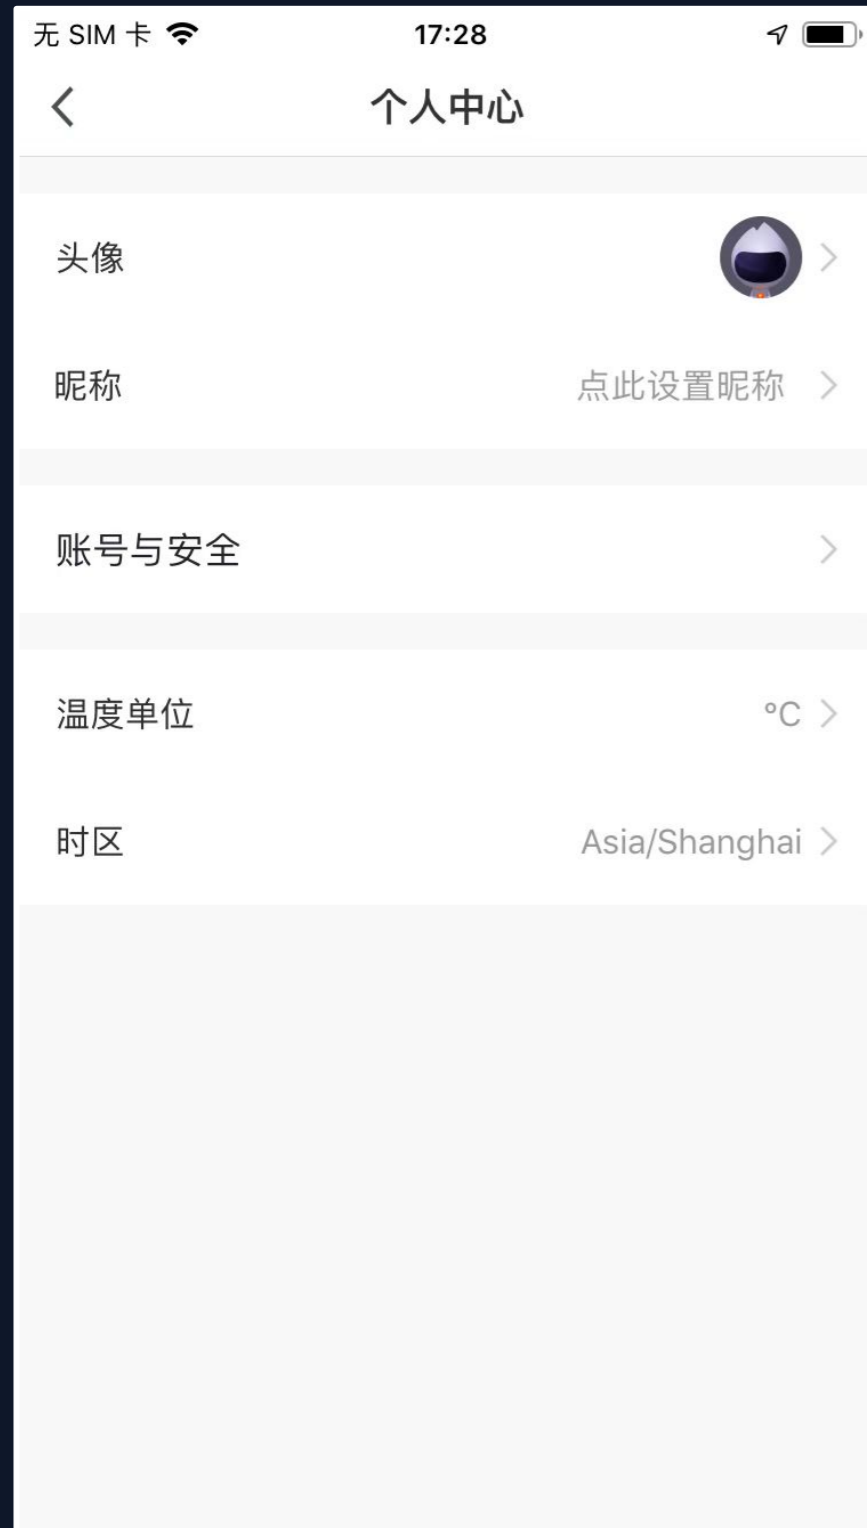 无 SIM 卡 17:28
个人中心
头像
昵称 点此设置昵称
账号与安全
温度单位 °C
时区 Asia/Shanghai